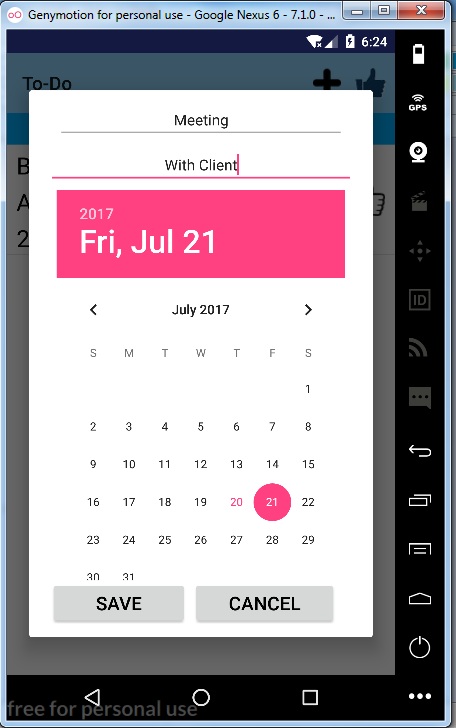 Genymotion for personal use - Google Nexus 6 - 7.1.0 - ...
6:24
To-Do
GPS
Meeting
B
With Client
A
2017
Fri, Jul 21
2
ID
July 2017
S M T W T F S
1
2 3 4 5 6 7 8
9 10 11 12 13 14 15
16 17 18 19 20 21 22
23 24 25 26 27 28 29
30 31
SAVE CANCEL
free for personal use